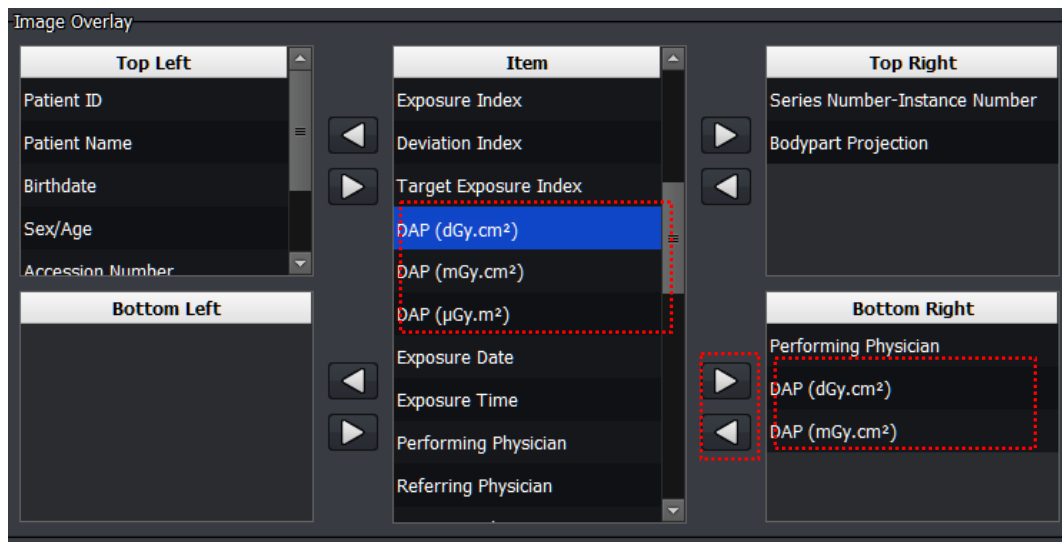 Image Overlay
Top Left
Patient ID
Patient Name
Birthdate
Sex/Age
Accession Number
Item
Exposure Index
Deviation Index
Target Exposure Index
DAP (dGy.cm²)
DAP (mGy.cm²)
DAP (µGy.m²)
Exposure Date
Exposure Time
Performing Physician
Referring Physician
Top Right
Series Number-Instance Number
Bodypart Projection
Bottom Left
Bottom Right
Performing Physician
DAP (dGy.cm²)
DAP (mGy.cm²)